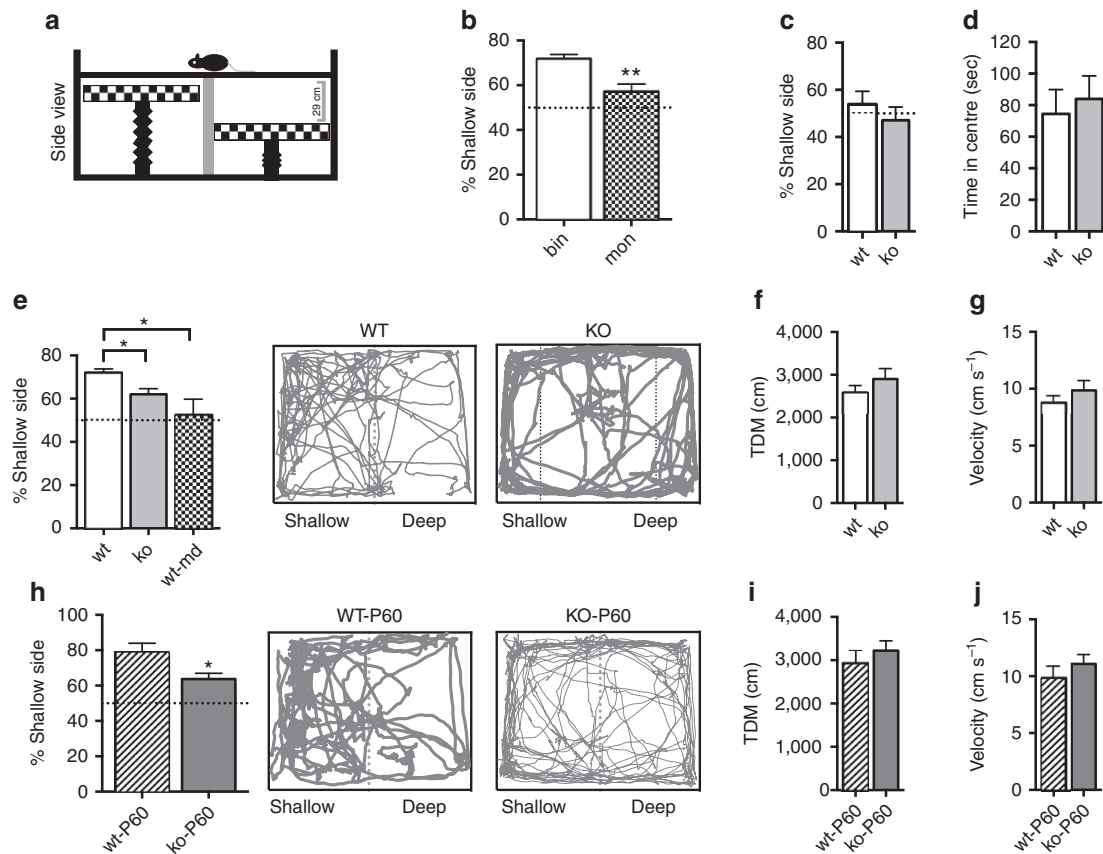 a
Side view
29 cm
b
80
60
40
20
0
% Shallow side
**
bin
mon
c
80
60
40
20
0
% Shallow side
wt
ko
d
120
100
80
60
40
20
0
Time in centre (sec)
wt
ko
e
80
60
40
20
0
% Shallow side
*
*
wt
ko
wt-md
WT
Shallow Deep
KO
Shallow Deep
f
4,000
3,000
2,000
1,000
0
TDM (cm)
wt
ko
g
15
10
5
0
Velocity (cm s⁻¹)
wt
ko
h
100
80
60
40
20
0
% Shallow side
*
wt-P60
ko-P60
WT-P60
Shallow Deep
KO-P60
Shallow Deep
i
4,000
3,000
2,000
1,000
0
TDM (cm)
wt-P60
ko-P60
j
15
10
5
0
Velocity (cm s⁻¹)
wt-P60
ko-P60